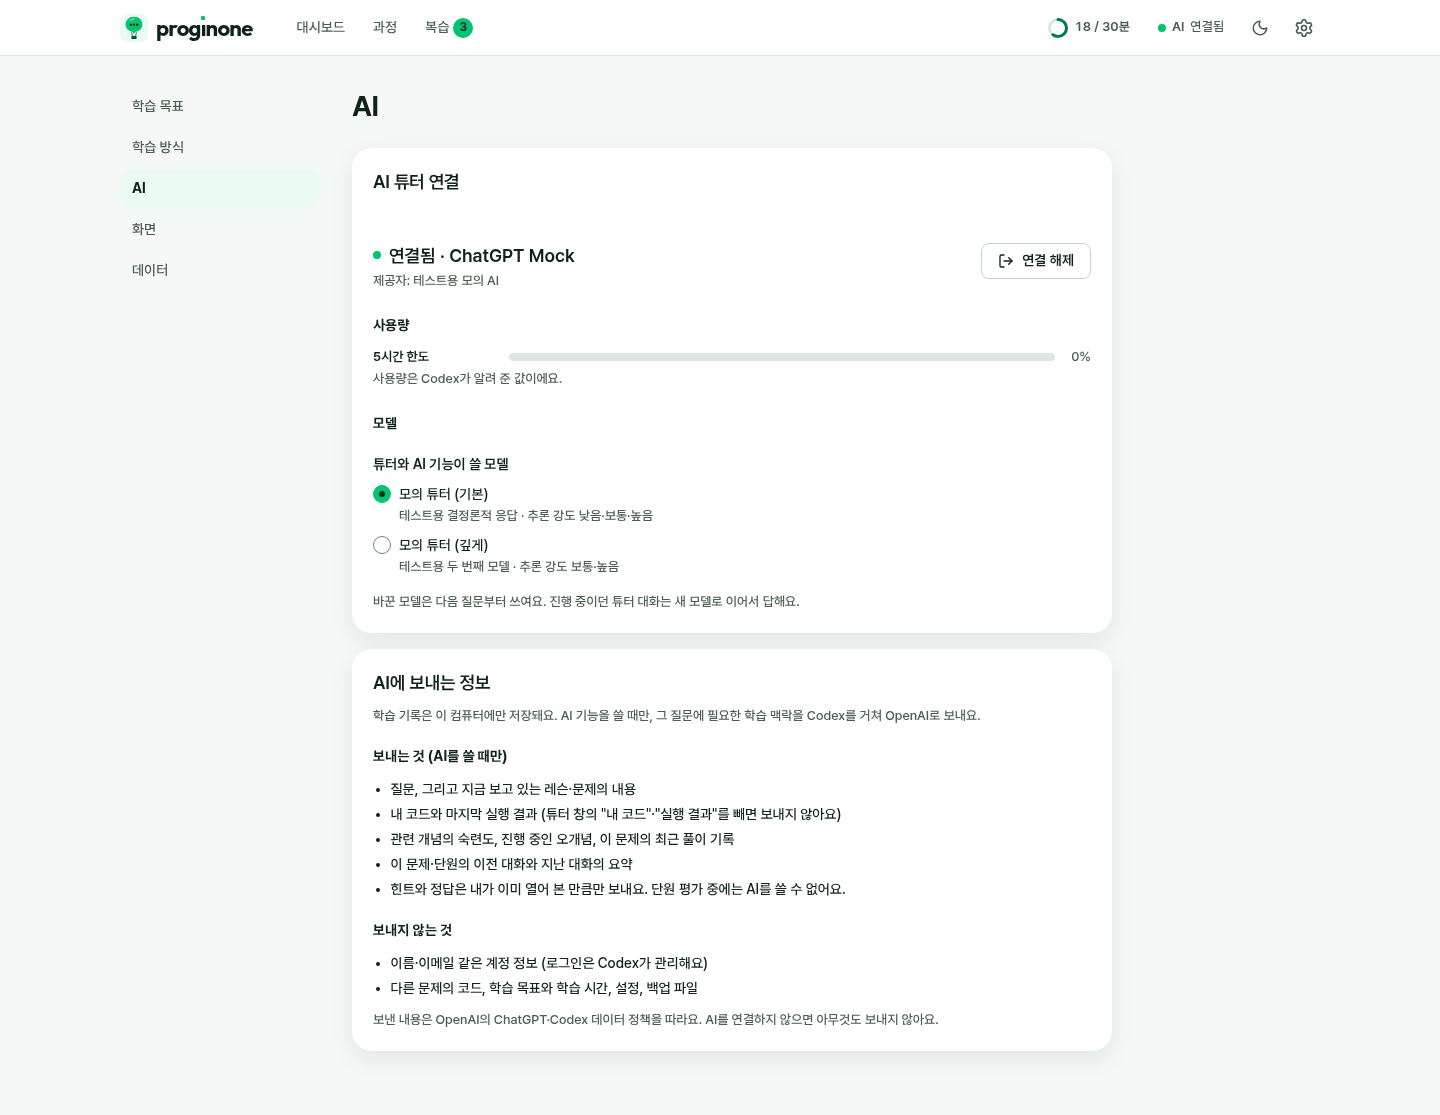 proginone
대시보드
과정
복습 3
18 / 30분
AI 연결됨
학습 목표
학습 방식
AI
화면
데이터
AI
AI 튜터 연결
연결됨 · ChatGPT Mock
제공자: 테스트용 모의 AI
연결 해제
사용량
5시간 한도
0%
사용량은 Codex가 알려 준 값이에요.
모델
튜터와 AI 기능이 쓸 모델
모의 튜터 (기본)
테스트용 결정론적 응답 · 추론 강도 낮음·보통·높음
모의 튜터 (깊게)
테스트용 두 번째 모델 · 추론 강도 보통·높음
바꾼 모델은 다음 질문부터 쓰여요. 진행 중이던 튜터 대화는 새 모델로 이어서 답해요.
AI에 보내는 정보
학습 기록은 이 컴퓨터에만 저장돼요. AI 기능을 쓸 때만, 그 질문에 필요한 학습 맥락을 Codex를 거쳐 OpenAI로 보내요.
보내는 것 (AI를 쓸 때만)
• 질문, 그리고 지금 보고 있는 레슨·문제의 내용
• 내 코드와 마지막 실행 결과 (튜터 창의 "내 코드"·"실행 결과"를 빼면 보내지 않아요)
• 관련 개념의 숙련도, 진행 중인 오개념, 이 문제의 최근 풀이 기록
• 이 문제·단원의 이전 대화와 지난 대화의 요약
• 힌트와 정답은 내가 이미 열어 본 만큼만 보내요. 단원 평가 중에는 AI를 쓸 수 없어요.
보내지 않는 것
• 이름·이메일 같은 계정 정보 (로그인은 Codex가 관리해요)
• 다른 문제의 코드, 학습 목표와 학습 시간, 설정, 백업 파일
보낸 내용은 OpenAI의 ChatGPT·Codex 데이터 정책을 따라요. AI를 연결하지 않으면 아무것도 보내지 않아요.